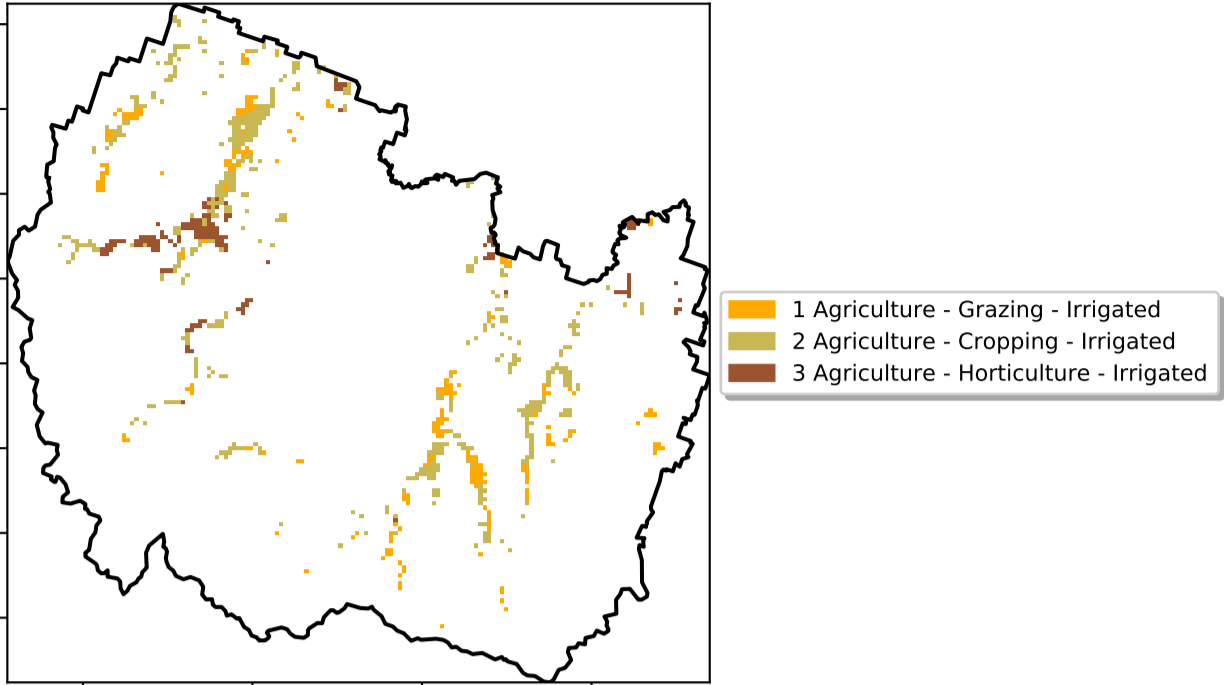 1 Agriculture - Grazing - Irrigated
2 Agriculture - Cropping - Irrigated
3 Agriculture - Horticulture - Irrigated